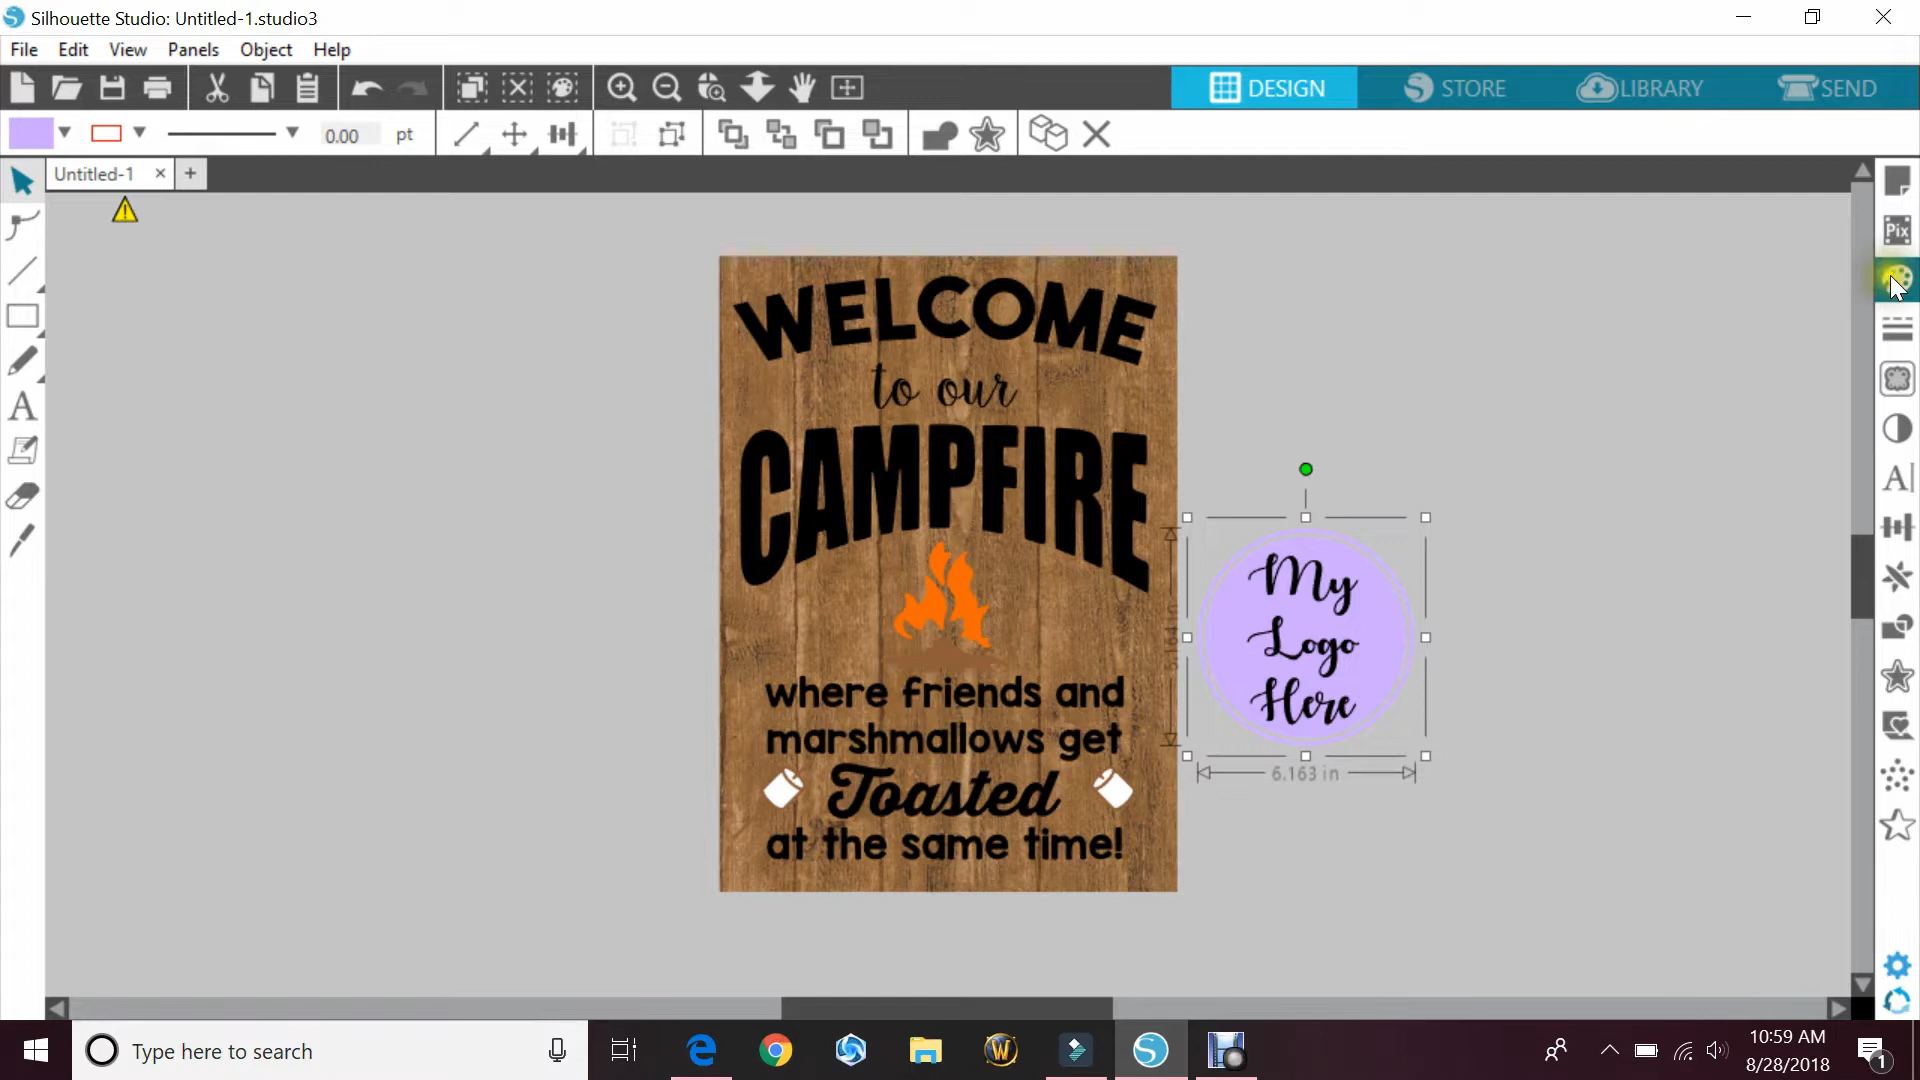 Silhouette Studio: Untitled-1.studio3
File Edit View Panels Object Help
DESIGN STORE LIBRARY SEND
0.00 pt
Untitled-1
Pix
WELCOME
to our
CAMPFIRE
where friends and
marshmallows get
Toasted
at the same time!
My
Logo
Here
6.163 in
Type here to search
10:59 AM
8/28/2018
1